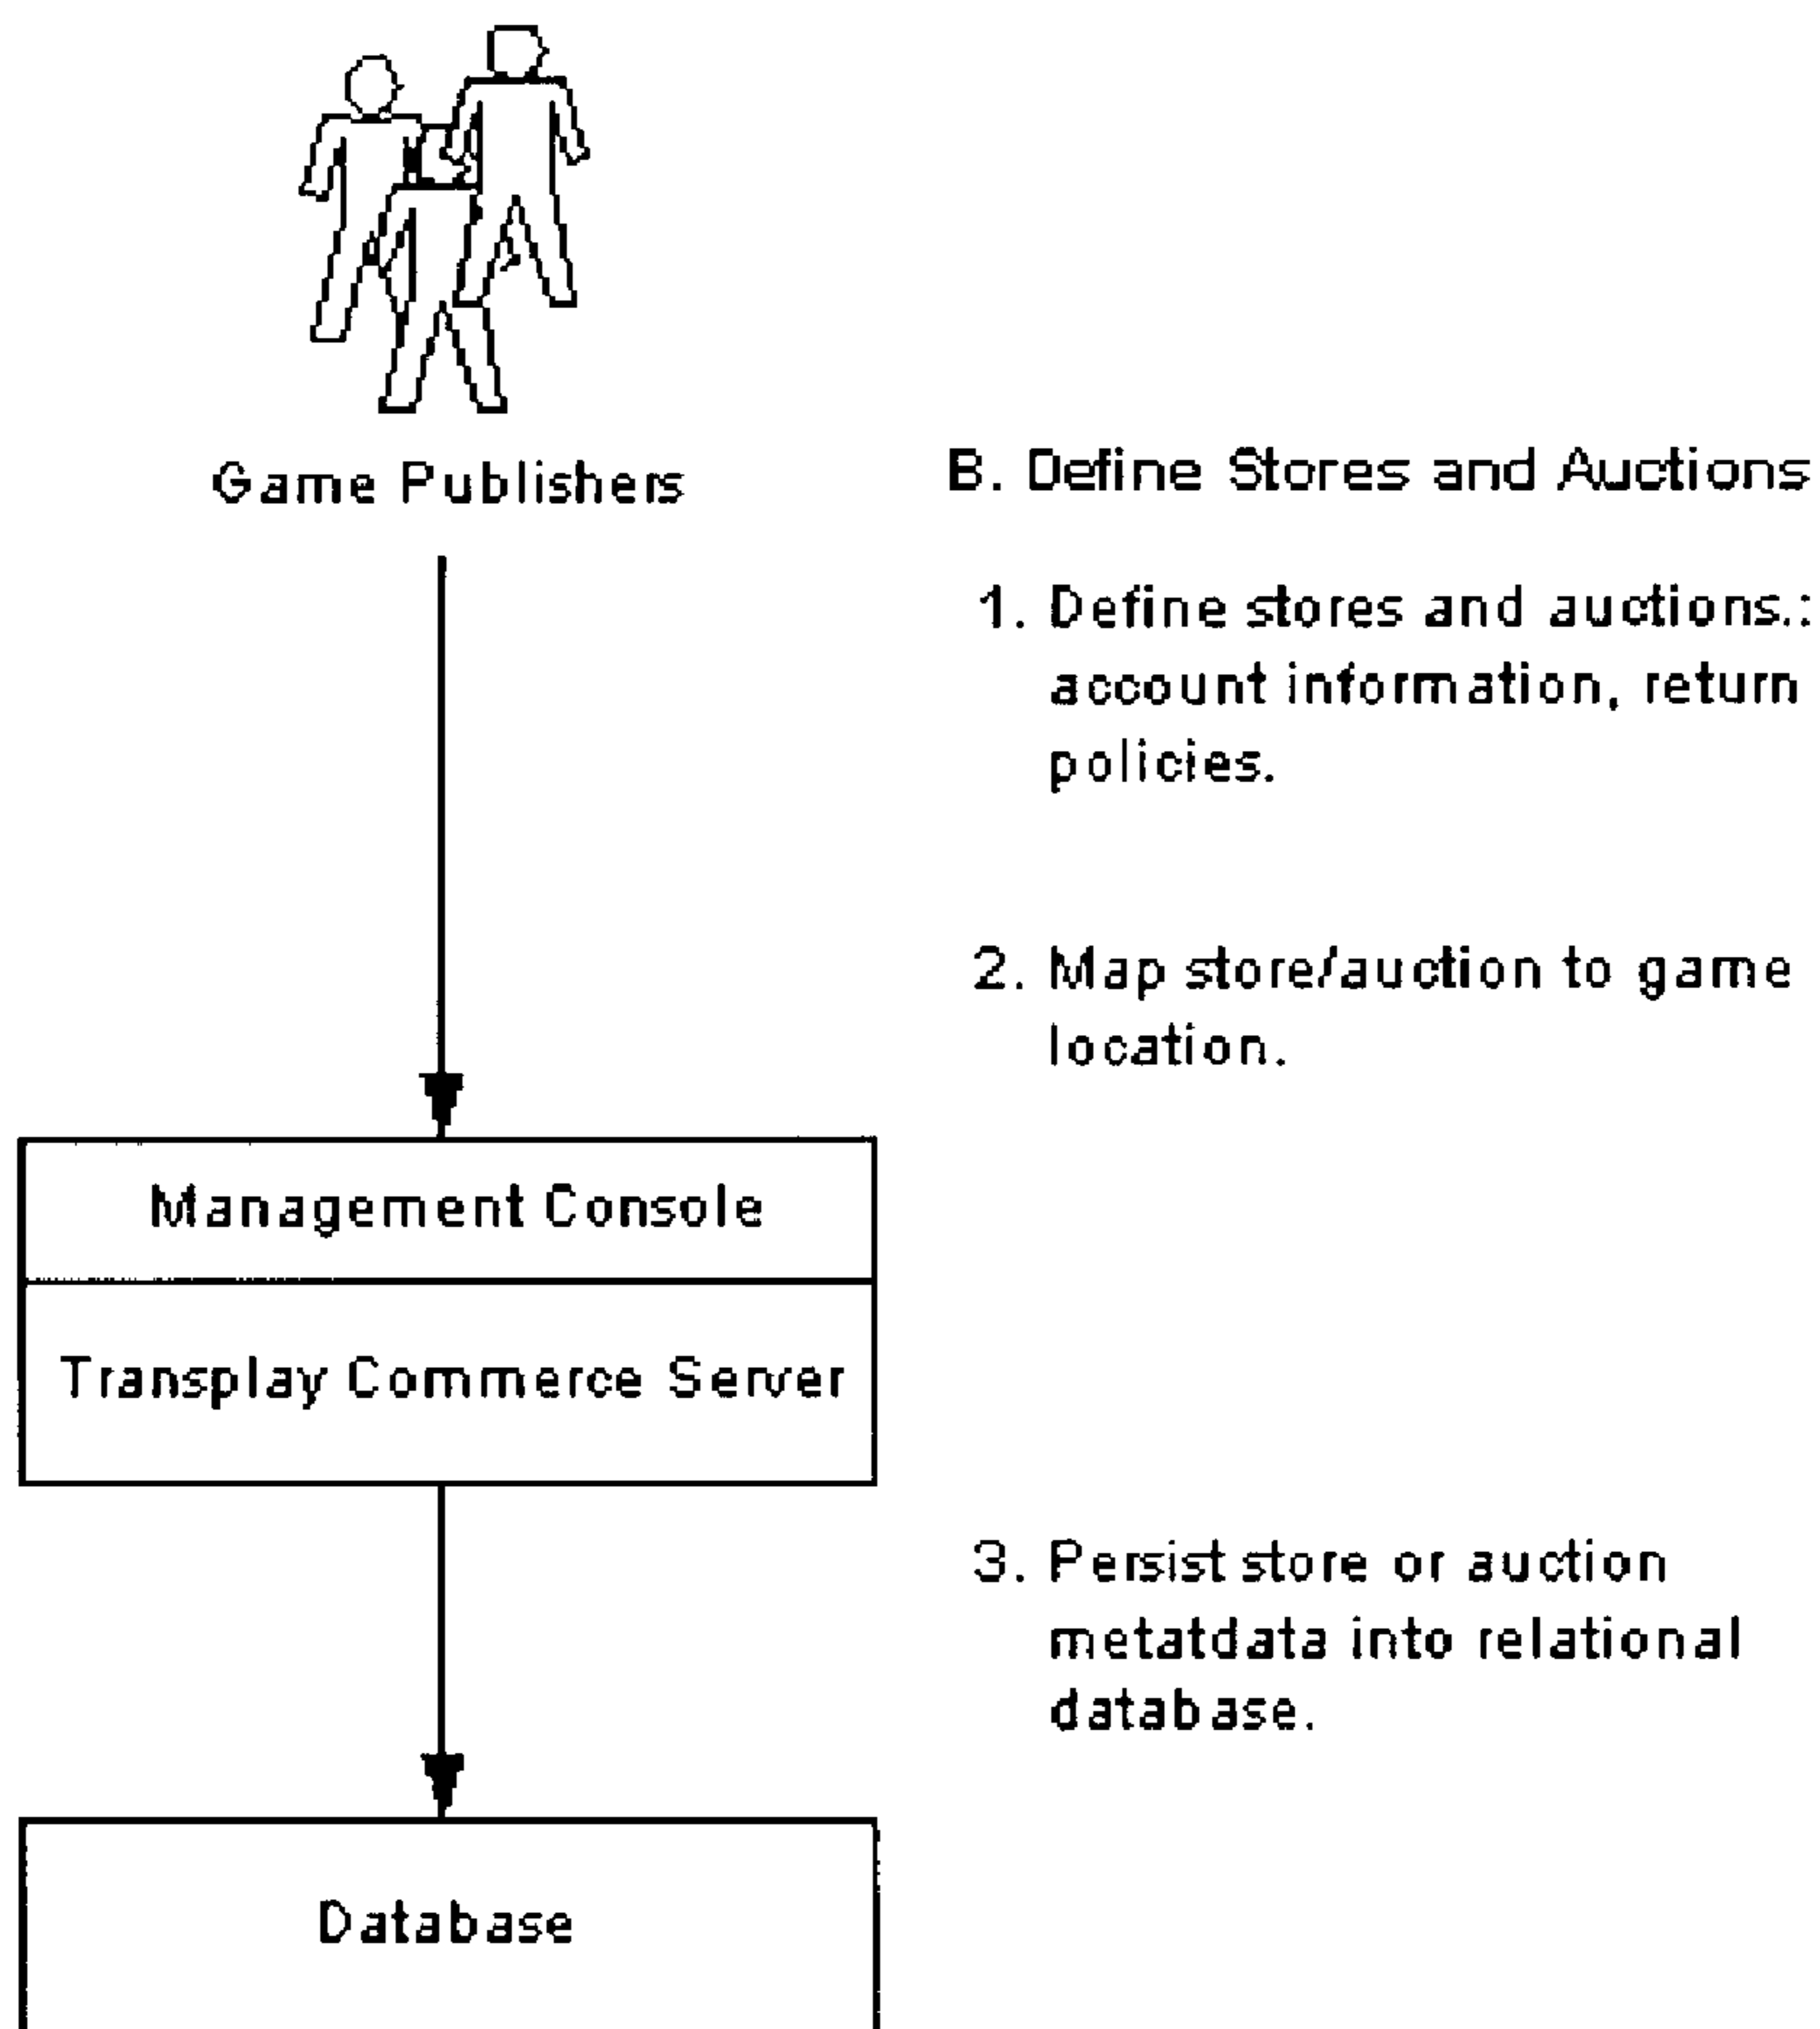 Game Publishers
B. Define Stores and Auctions
1. Define stores and auctions.:
account information, return
policies.
2. Map store/auction to game
location.
Management Console
Transplay Commerce Server
3. Persist store or auction
metatdata into relational
database.
Database